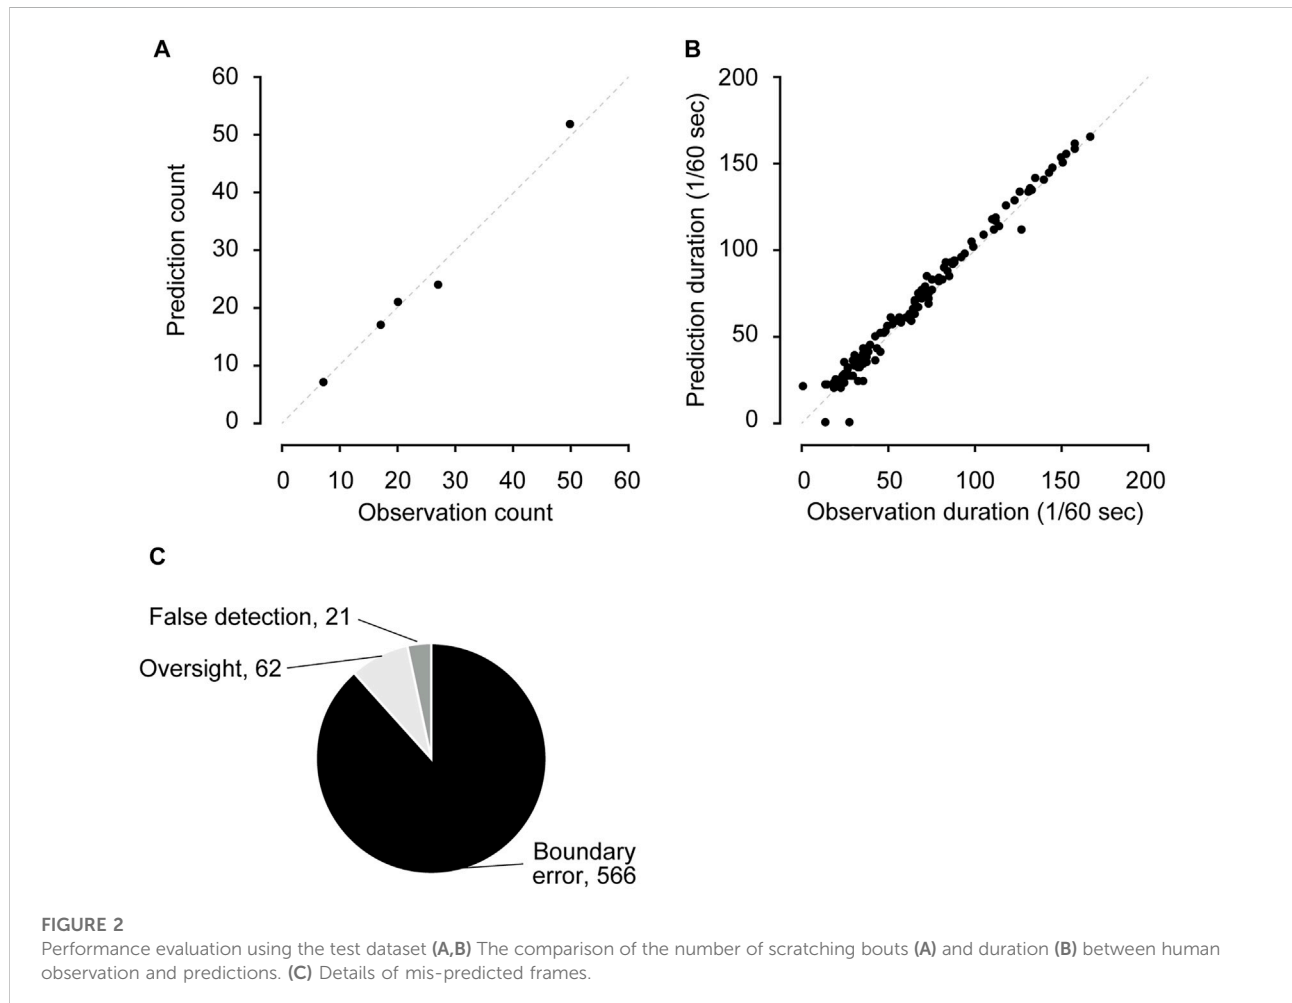 A
60
50
40
30
20
10
0
Prediction count
0 10 20 30 40 50 60
Observation count
B
200
150
100
50
0
Prediction duration (1/60 sec)
0 50 100 150 200
Observation duration (1/60 sec)
C
False detection, 21
Oversight, 62
Boundary
error, 566
FIGURE 2
Performance evaluation using the test dataset (A,B) The comparison of the number of scratching bouts (A) and duration (B) between human
observation and predictions. (C) Details of mis-predicted frames.